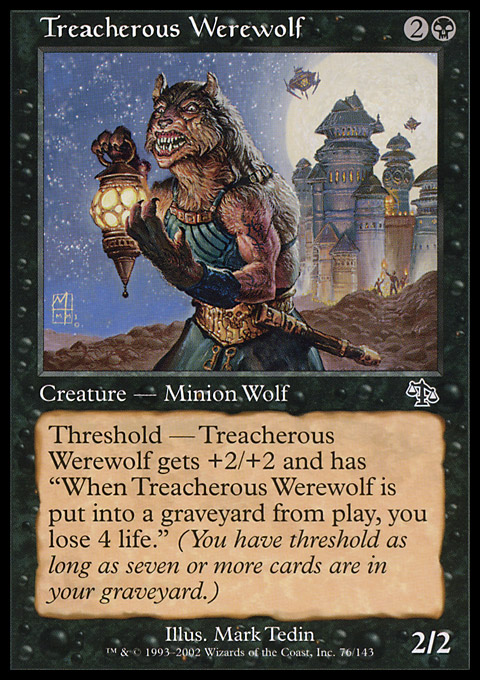 Treacherous Werewolf 2
Creature — Minion Wolf
Threshold — Treacherous
Werewolf gets +2/+2 and has
“When Treacherous Werewolf is
put into a graveyard from play, you
lose 4 life.” (You have threshold as
long as seven or more cards are in
your graveyard.)
Illus. Mark Tedin
™ & © 1993–2002 Wizards of the Coast, Inc. 76/143
2/2